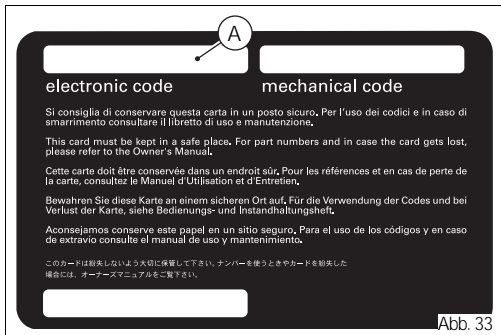 A
electronic code mechanical code
Si consiglia di conservare questa carta in un posto sicuro. Per l'uso dei codici e in caso di
smarrimento consultare il libretto di uso e manutenzione.
This card must be kept in a safe place. For part numbers and in case the card gets lost,
please refer to the Owner's Manual.
Cette carte doit être conservée dans un endroit sûr. Pour les références et en cas de perte de
la carte, consultez le Manuel d'Utilisation et d'Entretien.
Bewahren Sie diese Karte an einem sicheren Ort auf. Für die Verwendung der Codes und bei
Verlust der Karte, siehe Bedienungs- und Instandhaltungsheft.
Aconsejamos conserve este papel en un sitio seguro. Para el uso de los códigos y en caso
de extravío consulte el manual de uso y mantenimiento.
このカードは紛失しないよう大切に保管して下さい。ナンバーを使うときやカードを紛失した
場合には、オーナーズマニュアルをご覧下さい。
Abb. 33